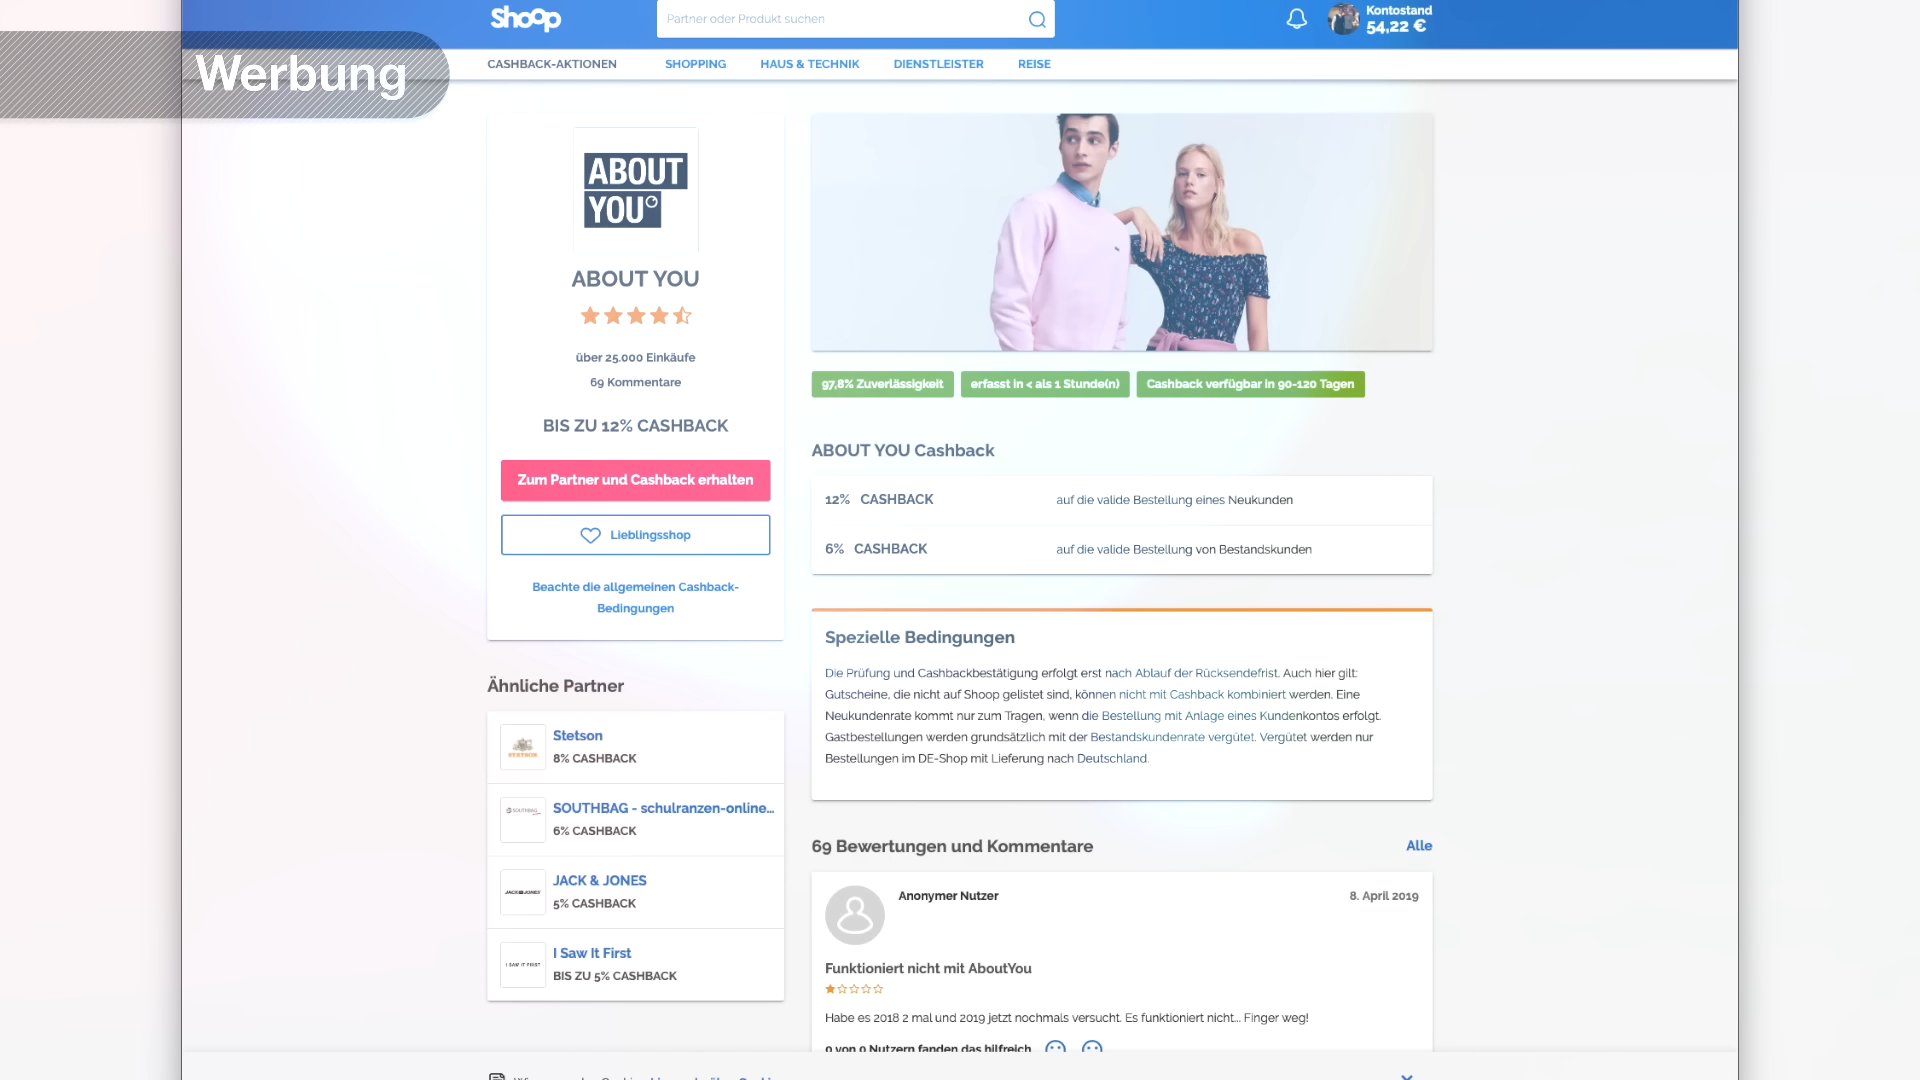 Shoop
Partner oder Produkt suchen
Kontostand
54,22 €
Werbung
CASHBACK-AKTIONEN
SHOPPING
HAUS & TECHNIK
DIENSTLEISTER
REISE
ABOUT
YOU
ABOUT YOU
über 25.000 Einkäufe
69 Kommentare
BIS ZU 12% CASHBACK
Zum Partner und Cashback erhalten
Lieblingsshop
Beachte die allgemeinen Cashback-
Bedingungen
Ähnliche Partner
STETSON
Stetson
8% CASHBACK
SOUTHBAG
SOUTHBAG - schulranzen-online...
6% CASHBACK
JACK & JONES
JACK & JONES
5% CASHBACK
I SAW IT FIRST
I Saw It First
BIS ZU 5% CASHBACK
97,8% Zuverlässigkeit
erfasst in < als 1 Stunde(n)
Cashback verfügbar in 90-120 Tagen
ABOUT YOU Cashback
12% CASHBACK auf die valide Bestellung eines Neukunden
6% CASHBACK auf die valide Bestellung von Bestandskunden
Spezielle Bedingungen
Die Prüfung und Cashbackbestätigung erfolgt erst nach Ablauf der Rücksendefrist. Auch hier gilt:
Gutscheine, die nicht auf Shoop gelistet sind, können nicht mit Cashback kombiniert werden. Eine
Neukundenrate kommt nur zum Tragen, wenn die Bestellung mit Anlage eines Kundenkontos erfolgt.
Gastbestellungen werden grundsätzlich mit der Bestandskundenrate vergütet. Vergütet werden nur
Bestellungen im DE-Shop mit Lieferung nach Deutschland.
69 Bewertungen und Kommentare
Alle
Anonymer Nutzer
8. April 2019
Funktioniert nicht mit AboutYou
Habe es 2018 2 mal und 2019 jetzt nochmals versucht. Es funktioniert nicht... Finger weg!
0 von 0 Nutzern fanden das hilfreich